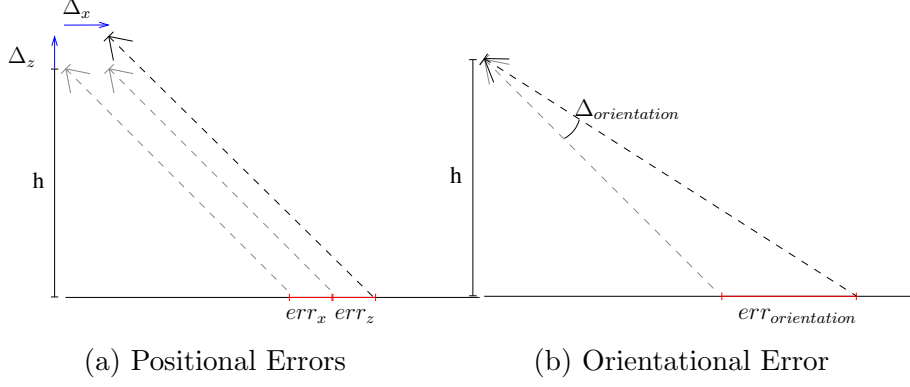 Δx
Δz
h
errx errz
(a) Positional Errors
Δorientation
h
errorientation
(b) Orientational Error